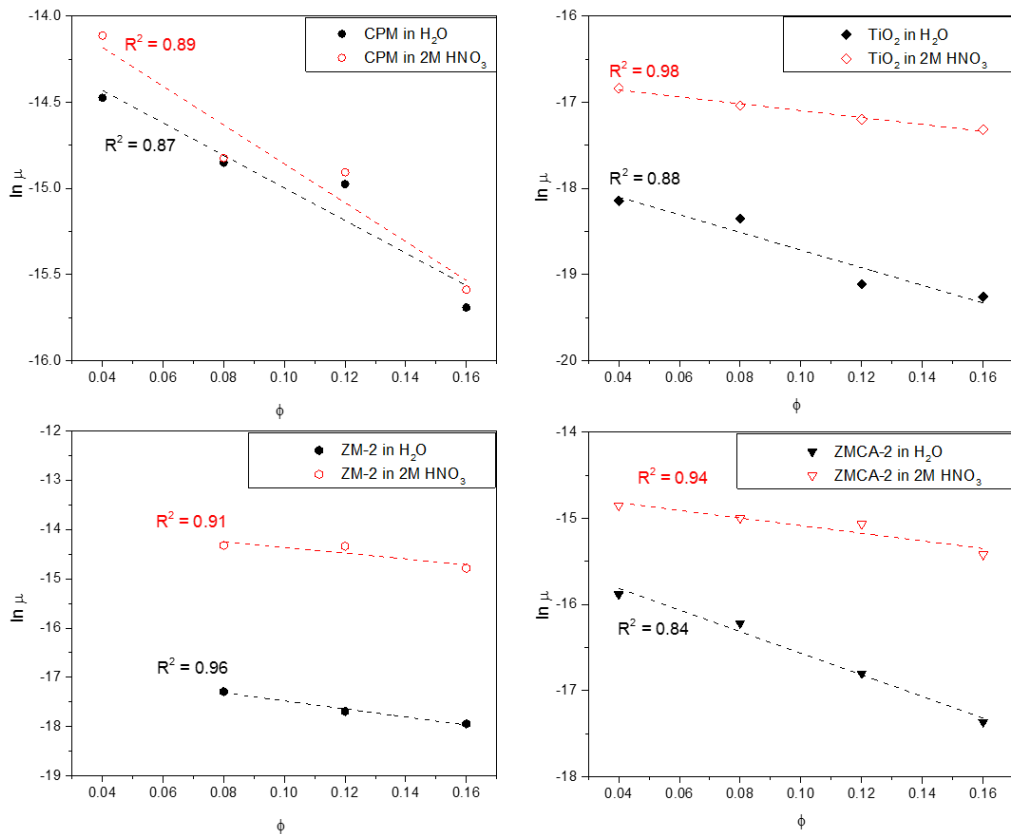 -14.0
-14.5
-15.0
-15.5
-16.0
ln μ
R² = 0.89
R² = 0.87
CPM in H₂O
CPM in 2M HNO₃
0.04 0.06 0.08 0.10 0.12 0.14 0.16
ϕ
-16
-17
-18
-19
-20
ln μ
R² = 0.98
R² = 0.88
TiO₂ in H₂O
TiO₂ in 2M HNO₃
0.04 0.06 0.08 0.10 0.12 0.14 0.16
ϕ
-12
-13
-14
-15
-16
-17
-18
-19
ln μ
R² = 0.91
R² = 0.96
ZM-2 in H₂O
ZM-2 in 2M HNO₃
0.04 0.06 0.08 0.10 0.12 0.14 0.16
ϕ
-14
-15
-16
-17
-18
ln μ
R² = 0.94
R² = 0.84
ZMCA-2 in H₂O
ZMCA-2 in 2M HNO₃
0.04 0.06 0.08 0.10 0.12 0.14 0.16
ϕ